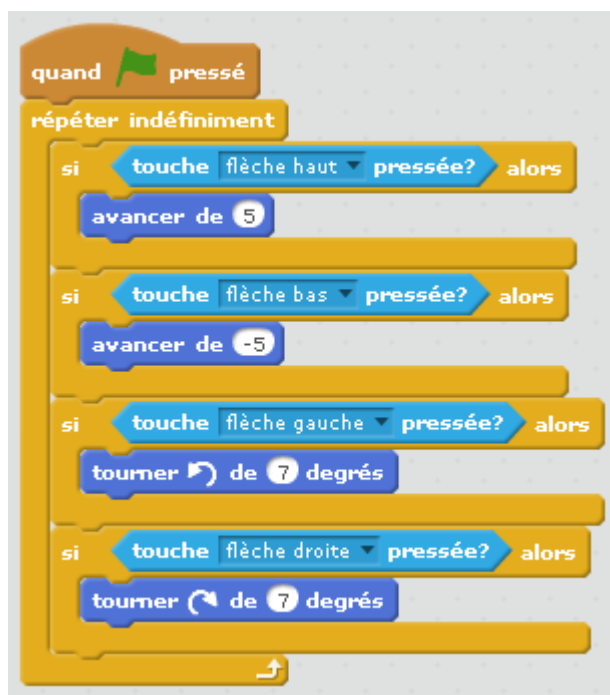 quand pressé
répéter indéfiniment
si touche flèche haut pressée? alors
avancer de 5
si touche flèche bas pressée? alors
avancer de -5
si touche flèche gauche pressée? alors
tourner de 7 degrés
si touche flèche droite pressée? alors
tourner de 7 degrés